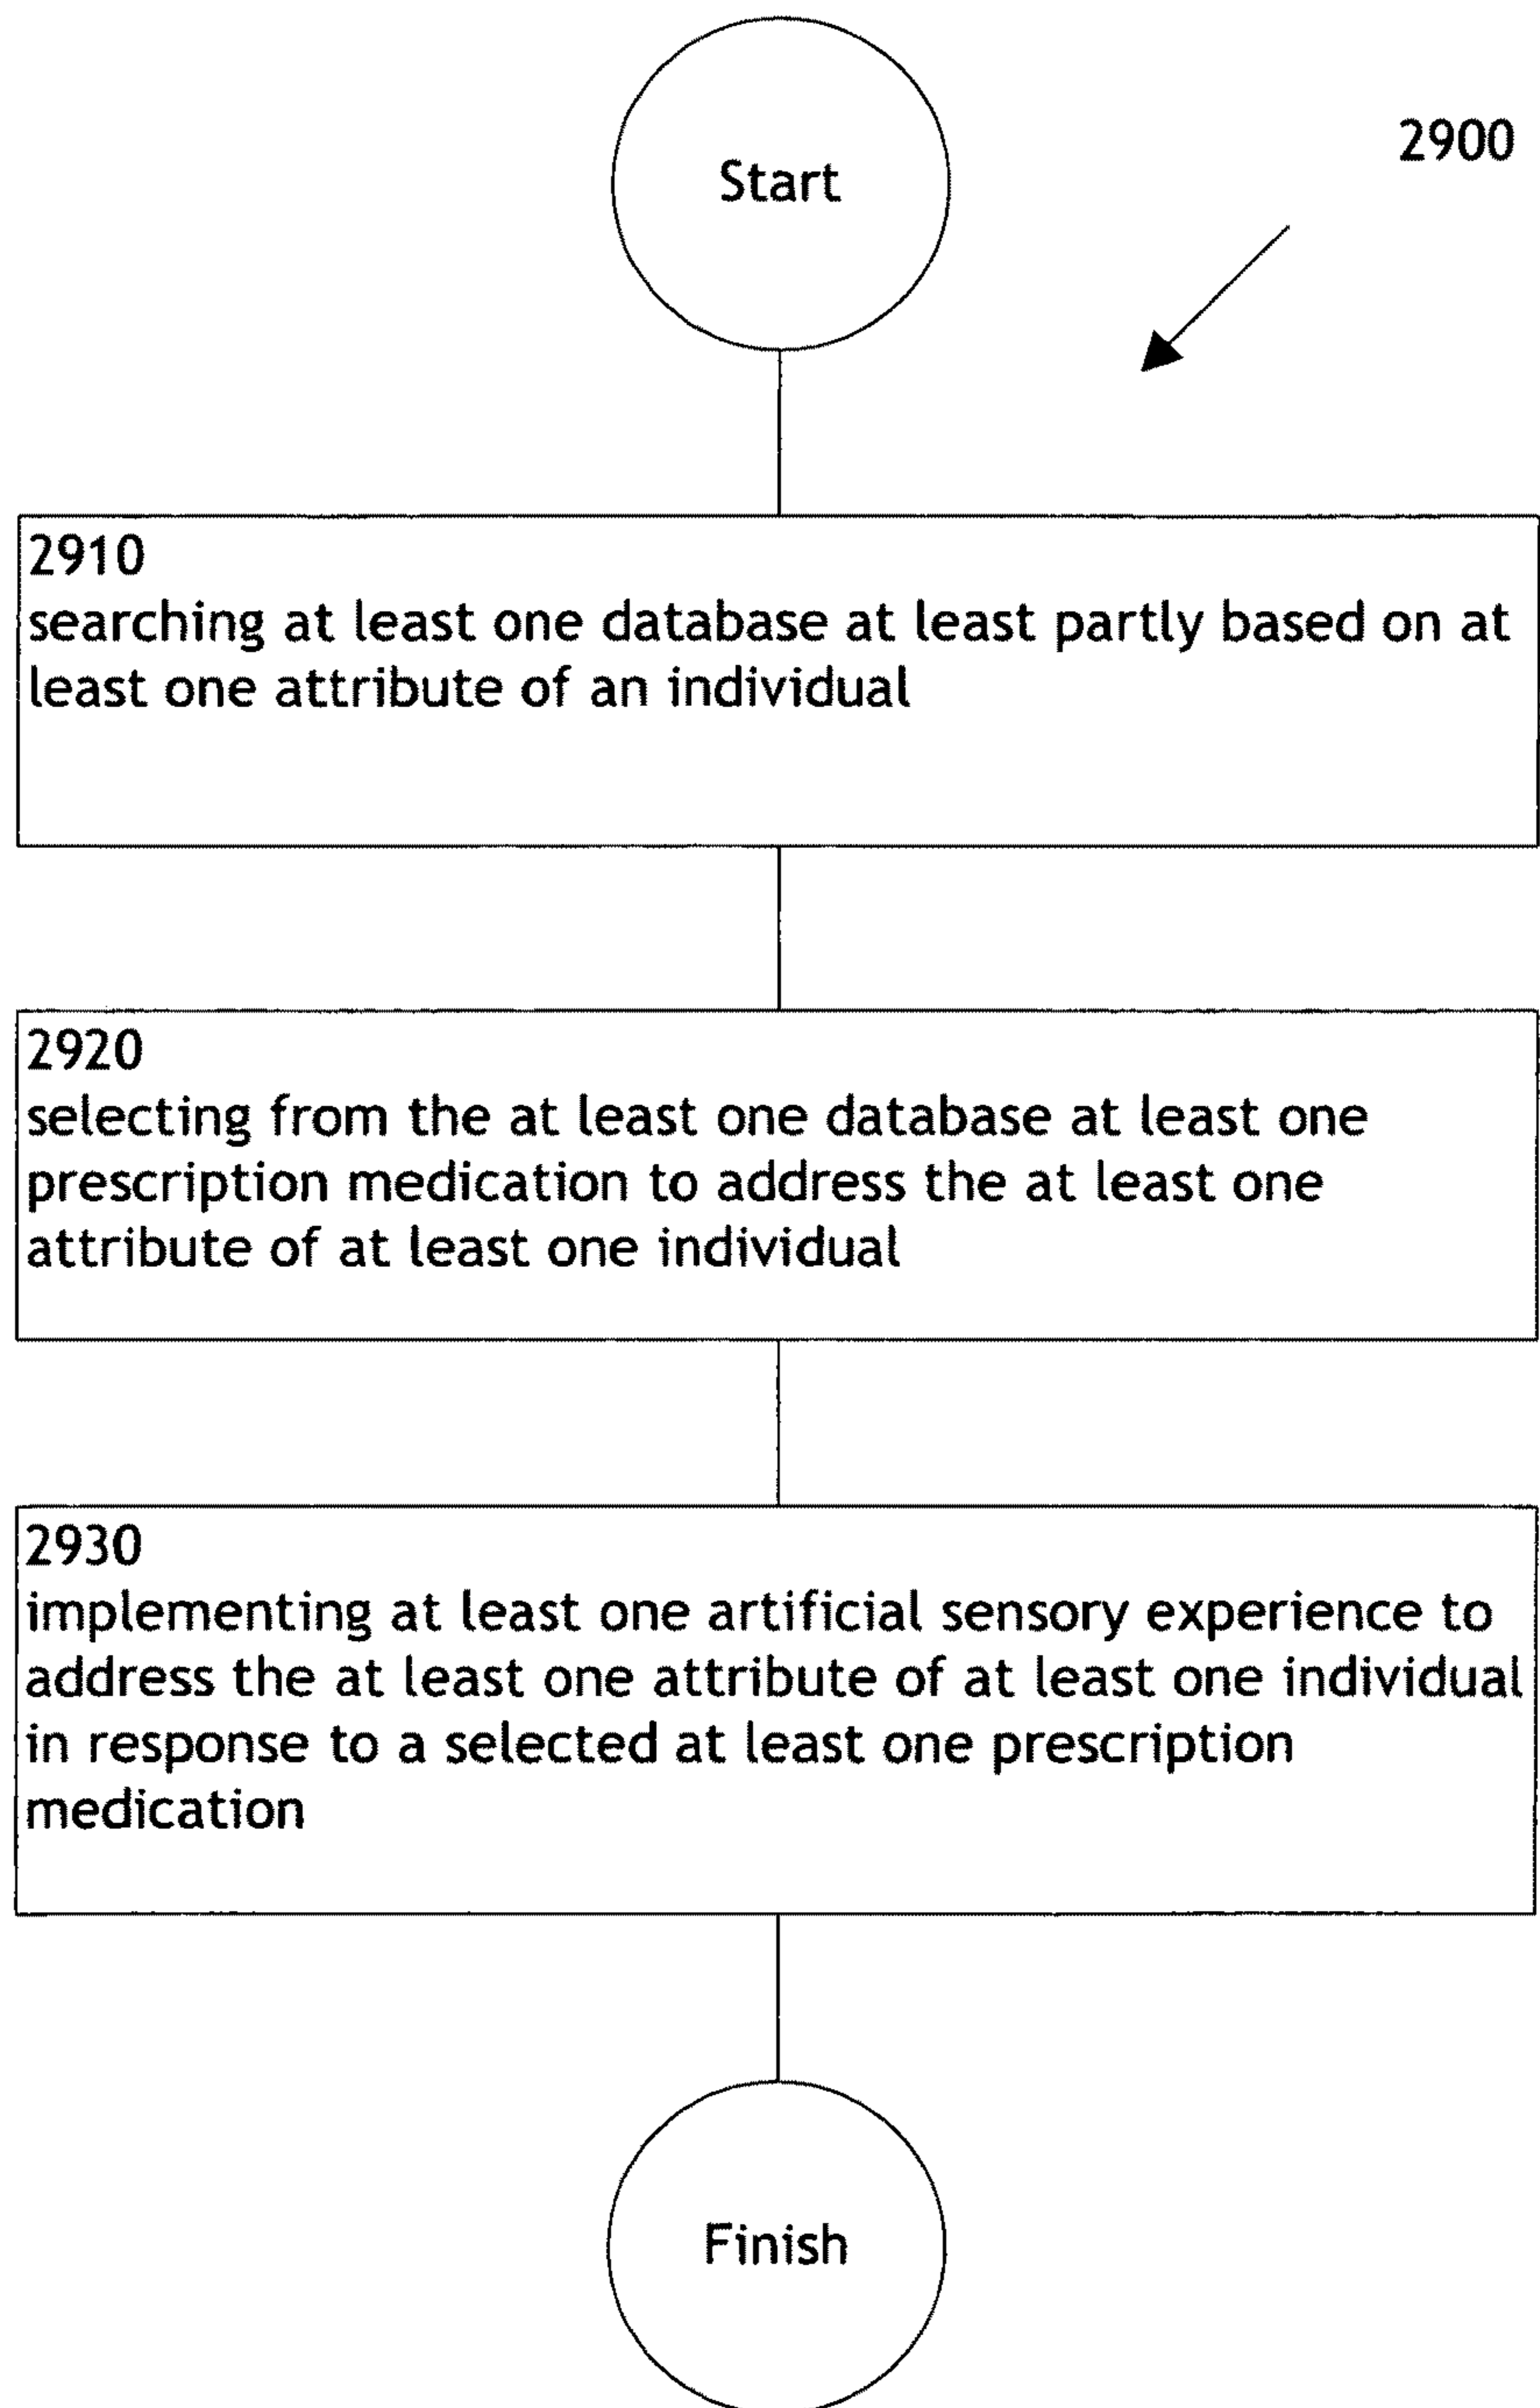 Start
2900
2910
searching at least one database at least partly based on at
least one attribute of an individual
2920
selecting from the at least one database at least one
prescription medication to address the at least one
attribute of at least one individual
2930
implementing at least one artificial sensory experience to
address the at least one attribute of at least one individual
in response to a selected at least one prescription
medication
Finish